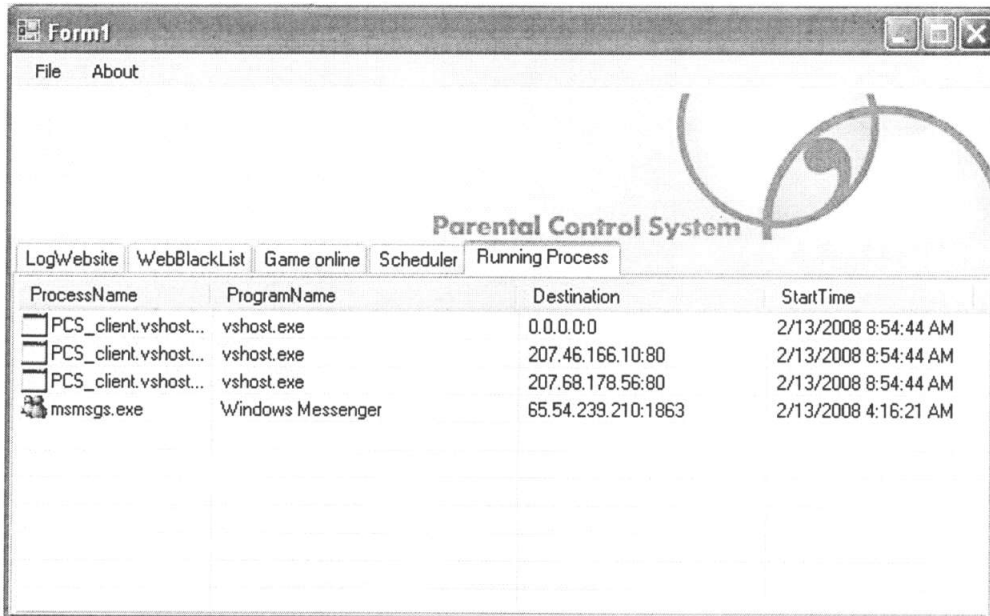 Form1
File About
Parental Control System
LogWebsite WebBlackList Game online Scheduler Running Process
ProcessName ProgramName Destination StartTime
PCS_client.vshost... vshost.exe 0.0.0.0:0 2/13/2008 8:54:44 AM
PCS_client.vshost... vshost.exe 207.46.166.10:80 2/13/2008 8:54:44 AM
PCS_client.vshost... vshost.exe 207.68.178.56:80 2/13/2008 8:54:44 AM
msmsgs.exe Windows Messenger 65.54.239.210:1863 2/13/2008 4:16:21 AM